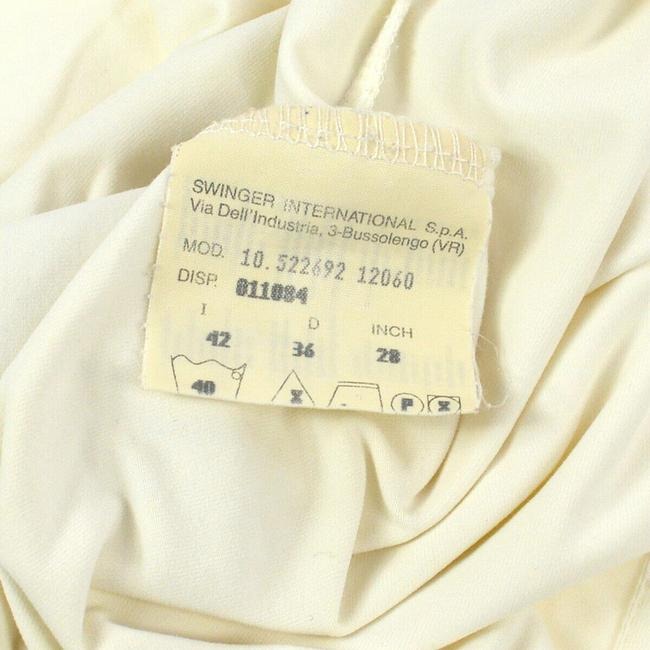 SWINGER INTERNATIONAL S.p.A.
Via Dell'Industria, 3-Bussolengo (VR)
MOD. 10.522692 12060
DISP. 011084
I D INCH
42 36 28
40 X P X